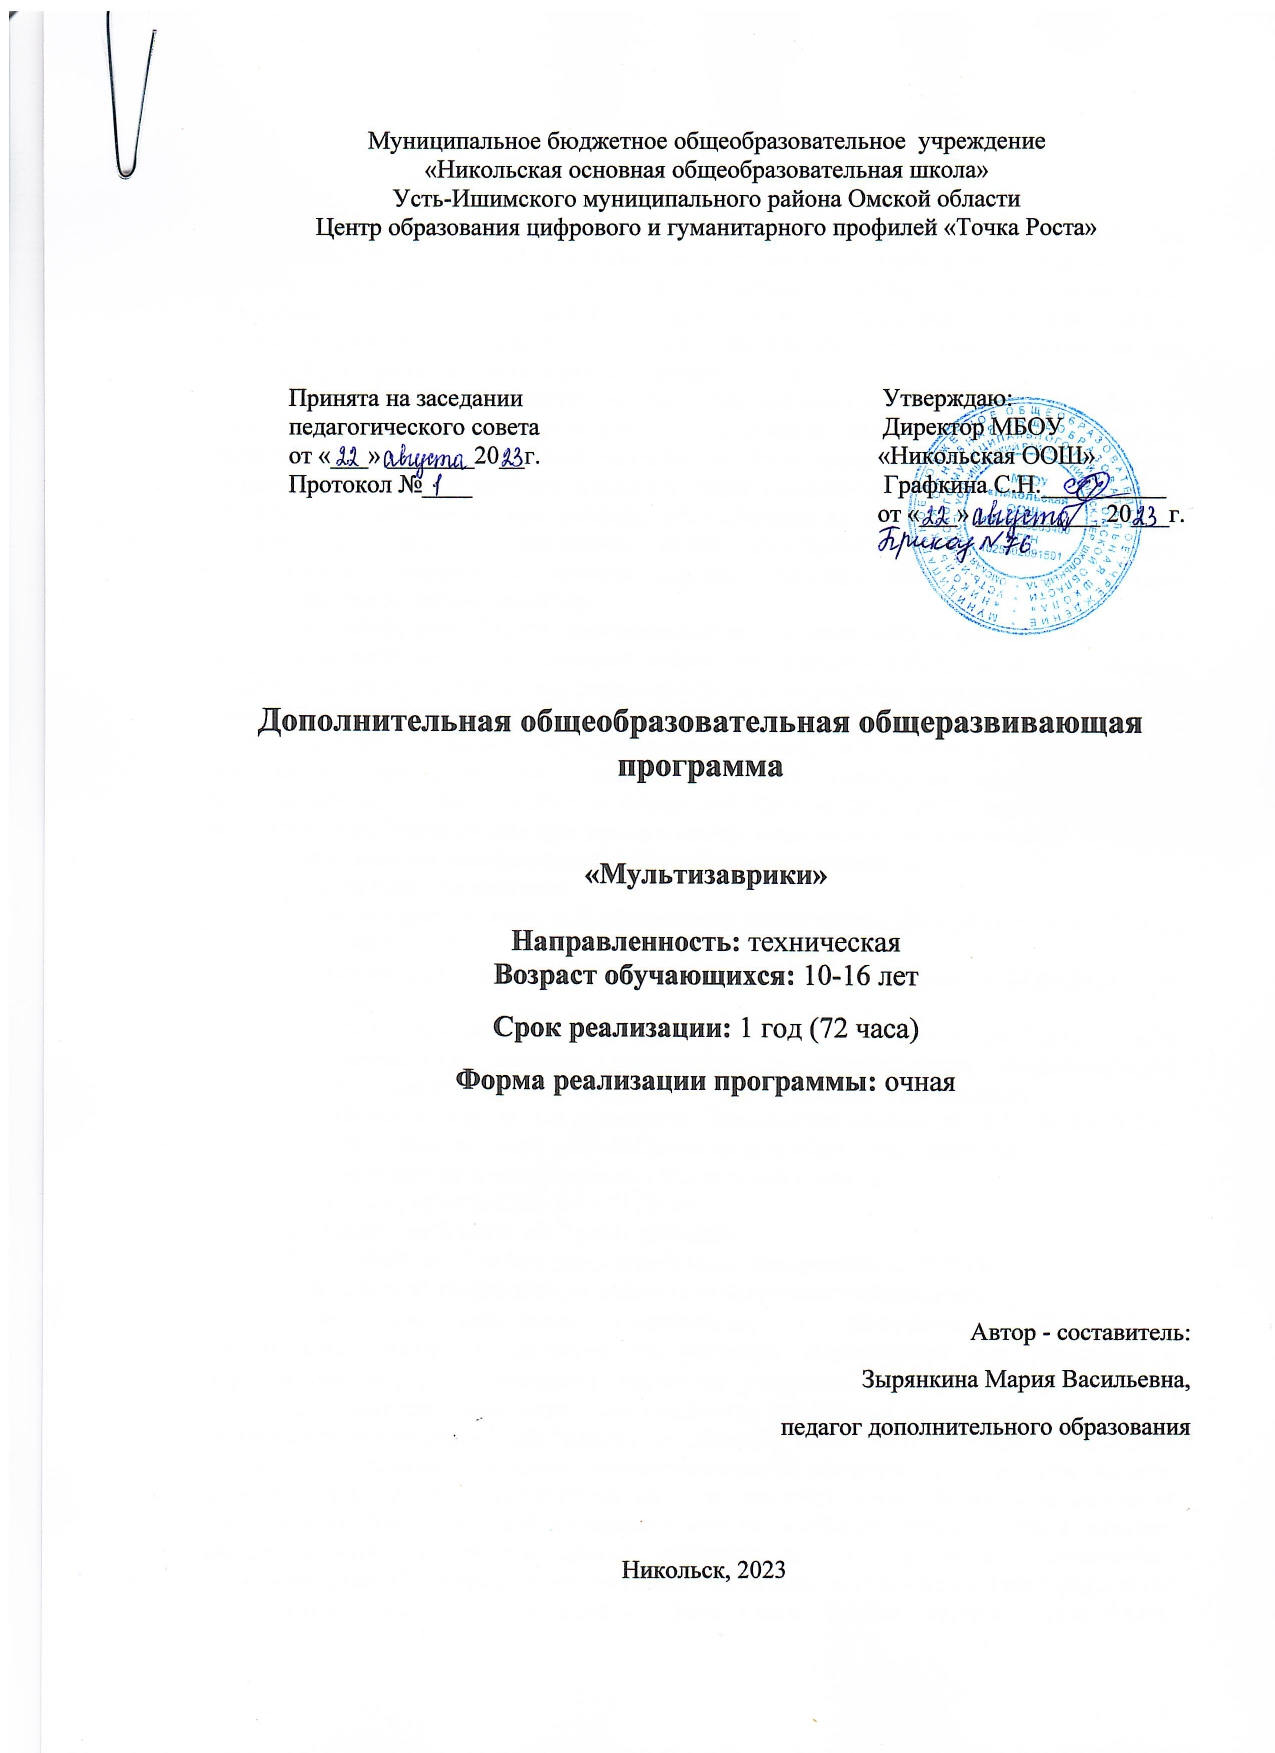 Муниципальное бюджетное общеобразовательное учреждение
«Никольская основная общеобразовательная школа»
Усть-Ишимского муниципального района Омской области
Центр образования цифрового и гуманитарного профилей «Точка Роста»
Принята на заседании
педагогического совета
от «22» августа 2023г.
Протокол № 1
Утверждаю:
Директор МБОУ
«Никольская ООШ»
Графкина С.Н.
от «22» августа 2023 г.
Приказ №76
Дополнительная общеобразовательная общеразвивающая
программа
«Мультизаврики»
Направленность: техническая
Возраст обучающихся: 10-16 лет
Срок реализации: 1 год (72 часа)
Форма реализации программы: очная
Автор - составитель:
Зырянкина Мария Васильевна,
педагог дополнительного образования
Никольск, 2023